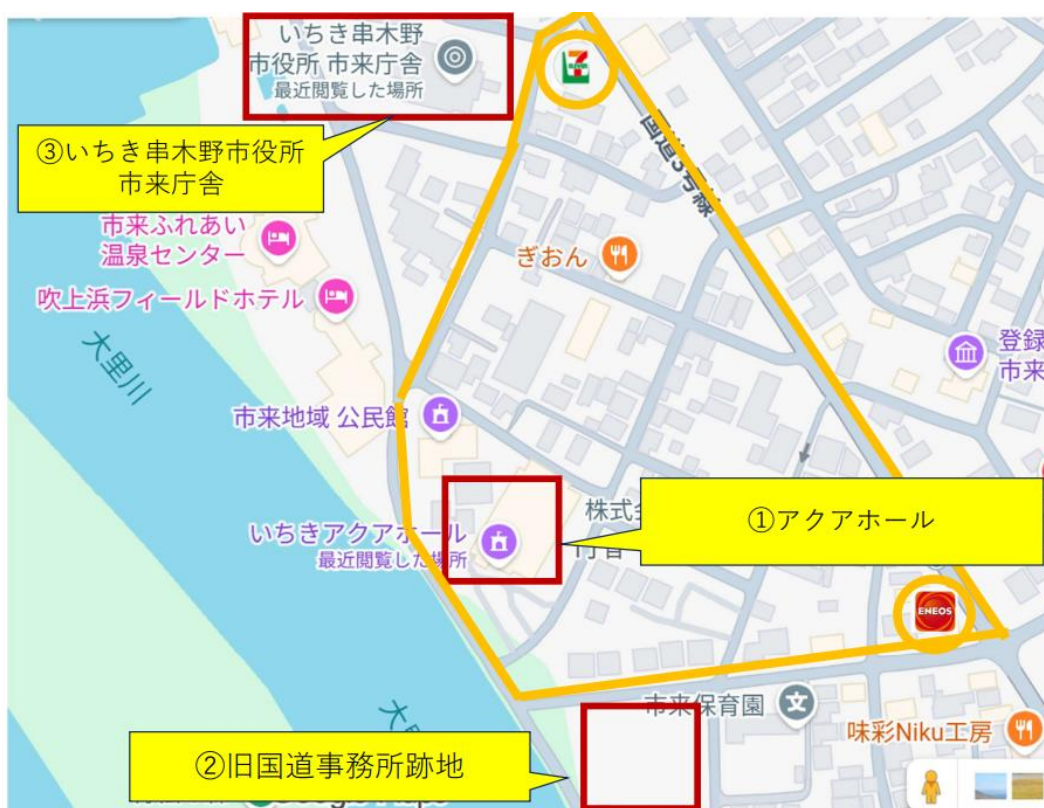 いちき串木野
市役所 市来庁舎
最近閲覧した場所
③いちき串木野市役所
市来庁舎
国道3号線
市来ふれあい
温泉センター
ぎおん
吹上浜フィールドホテル
大里川
登録
市来
市来地域 公民館
株式会
①アクアホール
いちきアクアホール
最近閲覧した場所
ENEOS
市来保育園
味彩Niku工房
大里
②旧国道事務所跡地
Google Maps